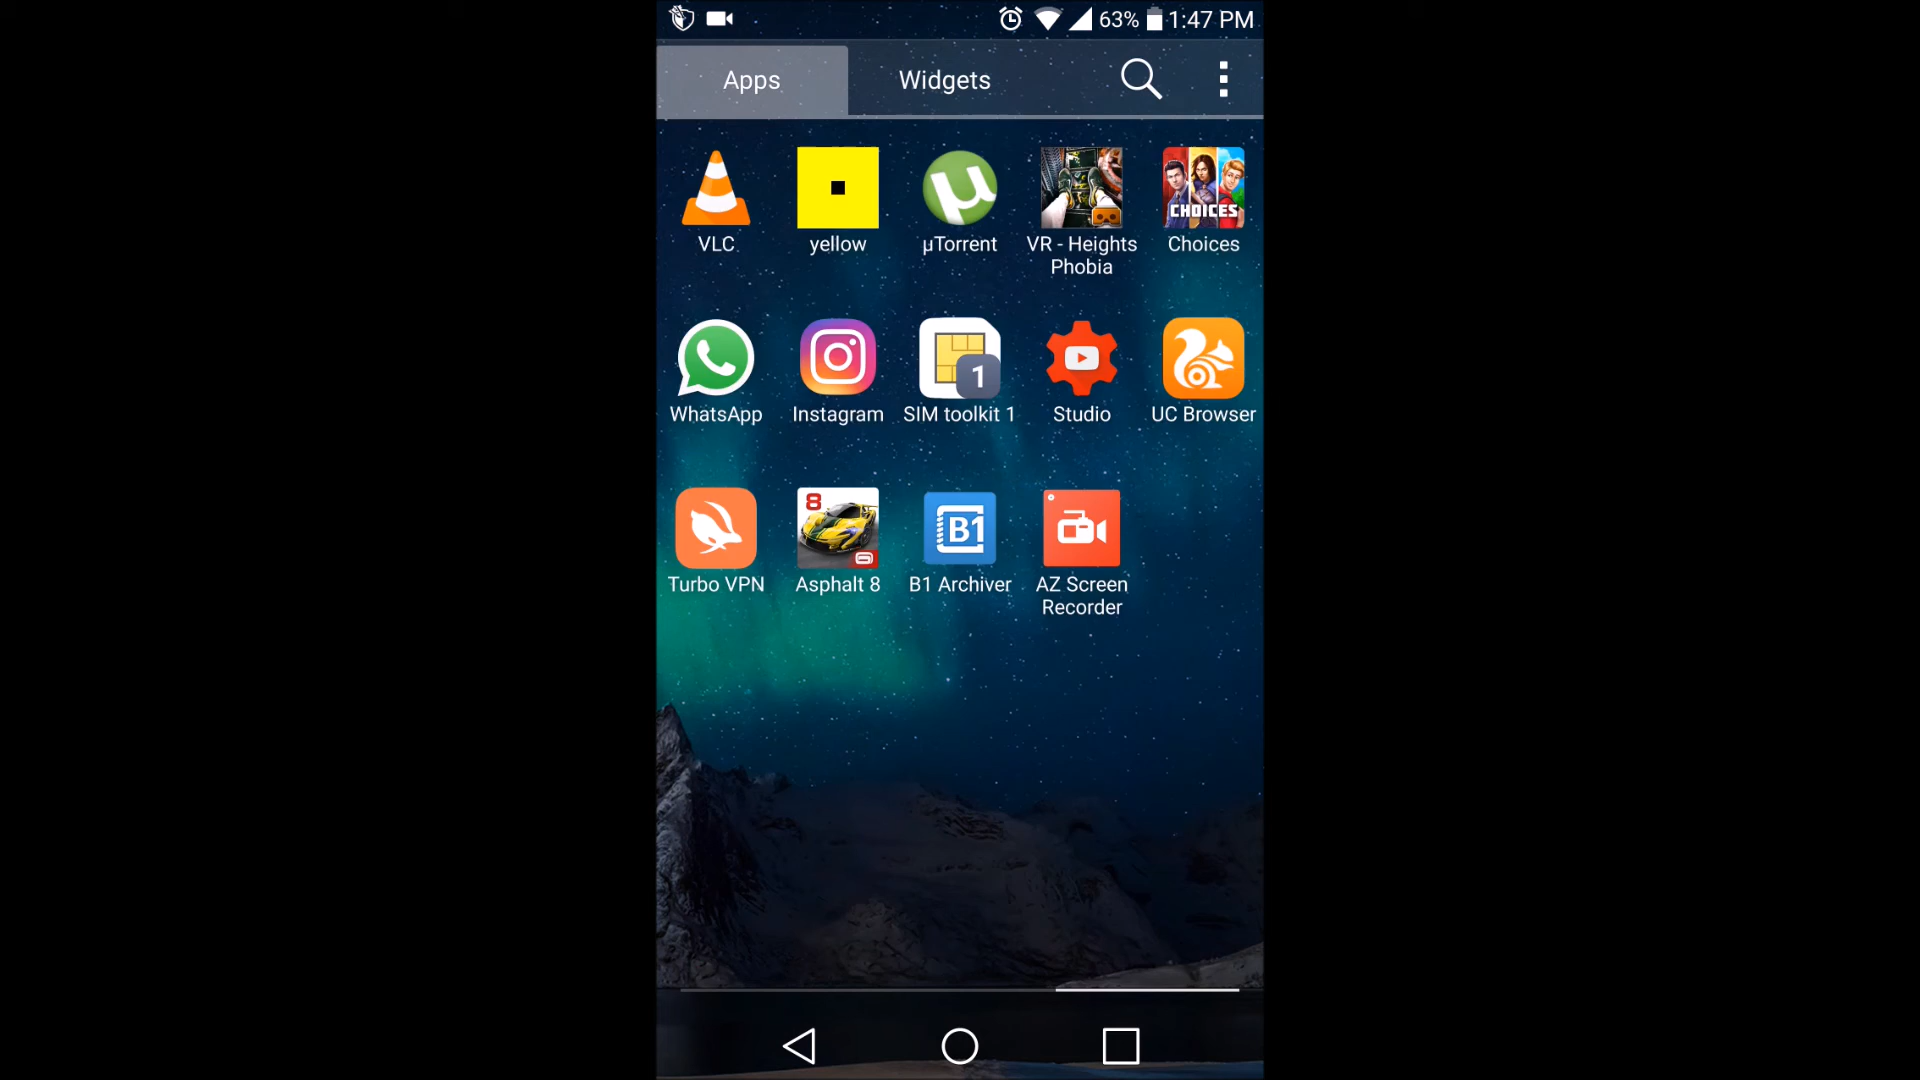 63% 1:47 PM
Apps Widgets
VLC yellow µTorrent VR - Heights Choices
Phobia
CHOICES
WhatsApp Instagram SIM toolkit 1 Studio UC Browser
1
Turbo VPN Asphalt 8 B1 Archiver AZ Screen
Recorder
8
B1